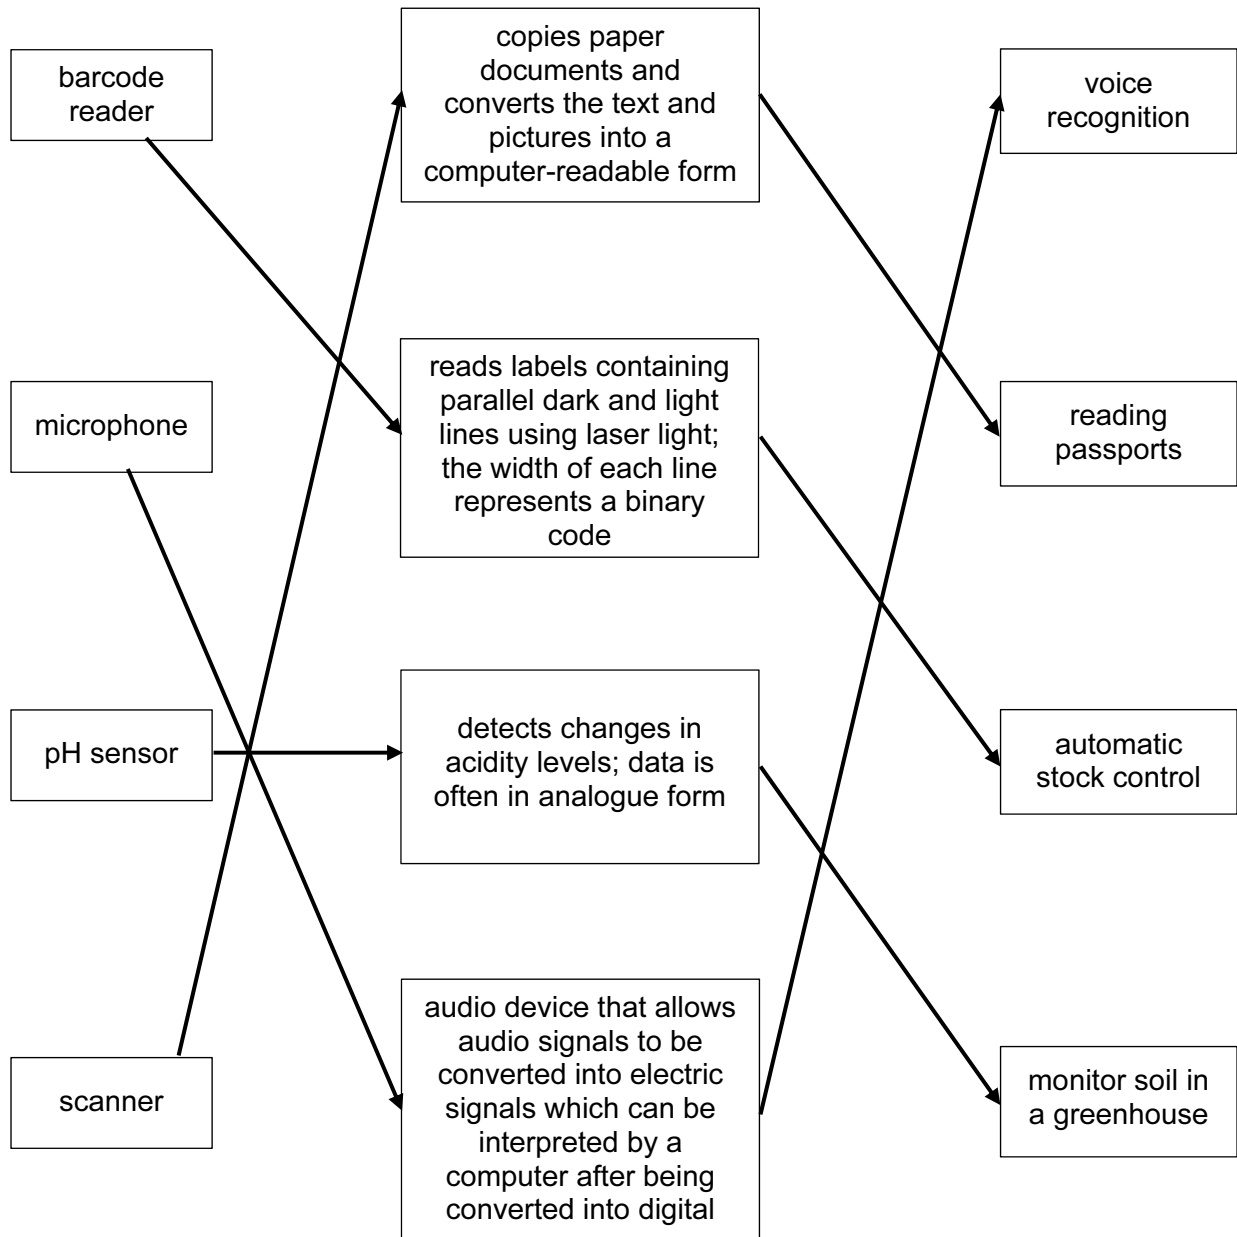 barcode
reader
microphone
pH sensor
scanner
copies paper
documents and
converts the text and
pictures into a
computer-readable form
reads labels containing
parallel dark and light
lines using laser light;
the width of each line
represents a binary
code
detects changes in
acidity levels; data is
often in analogue form
audio device that allows
audio signals to be
converted into electric
signals which can be
interpreted by a
computer after being
converted into digital
voice
recognition
reading
passports
automatic
stock control
monitor soil in
a greenhouse